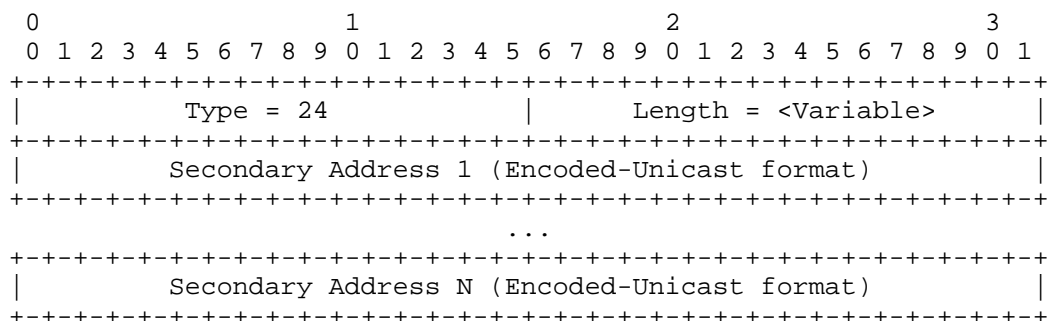 0                   1                   2                   3
 0 1 2 3 4 5 6 7 8 9 0 1 2 3 4 5 6 7 8 9 0 1 2 3 4 5 6 7 8 9 0 1
+-+-+-+-+-+-+-+-+-+-+-+-+-+-+-+-+-+-+-+-+-+-+-+-+-+-+-+-+-+-+-+-+
|          Type = 24            |      Length = <Variable>      |
+-+-+-+-+-+-+-+-+-+-+-+-+-+-+-+-+-+-+-+-+-+-+-+-+-+-+-+-+-+-+-+-+
|         Secondary Address 1 (Encoded-Unicast format)          |
+-+-+-+-+-+-+-+-+-+-+-+-+-+-+-+-+-+-+-+-+-+-+-+-+-+-+-+-+-+-+-+-+
                               ...
+-+-+-+-+-+-+-+-+-+-+-+-+-+-+-+-+-+-+-+-+-+-+-+-+-+-+-+-+-+-+-+-+
|         Secondary Address N (Encoded-Unicast format)          |
+-+-+-+-+-+-+-+-+-+-+-+-+-+-+-+-+-+-+-+-+-+-+-+-+-+-+-+-+-+-+-+-+